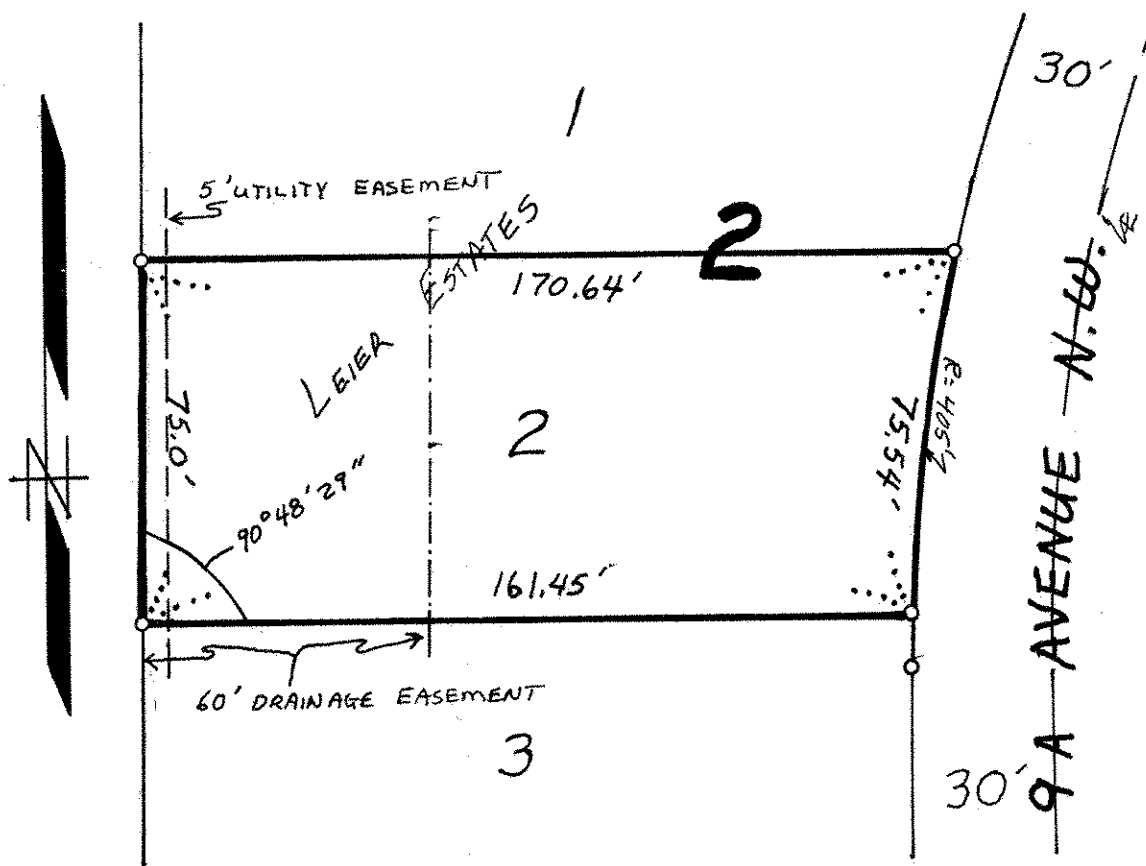 30'
1
5' UTILITY EASEMENT
2
LEIER ESTATES
170.64'
75.0'
2
75.54'
R=405'
90°48'29"
161.45'
N
60' DRAINAGE EASEMENT
3
30'
9 A AVENUE N.W.